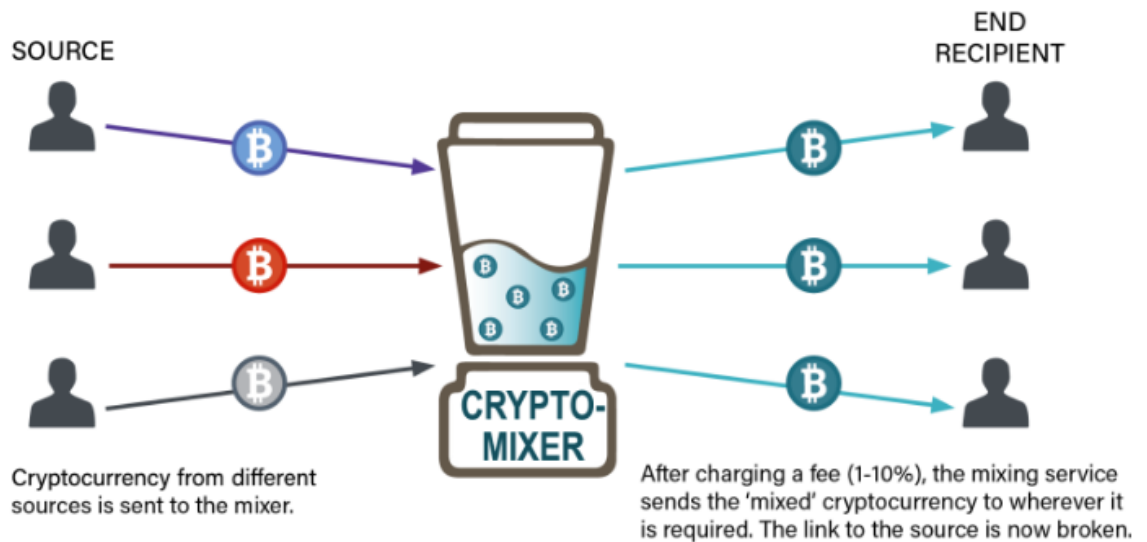 SOURCE
END
RECIPIENT
CRYPTO-
MIXER
Cryptocurrency from different
sources is sent to the mixer.
After charging a fee (1-10%), the mixing service
sends the ‘mixed’ cryptocurrency to wherever it
is required. The link to the source is now broken.